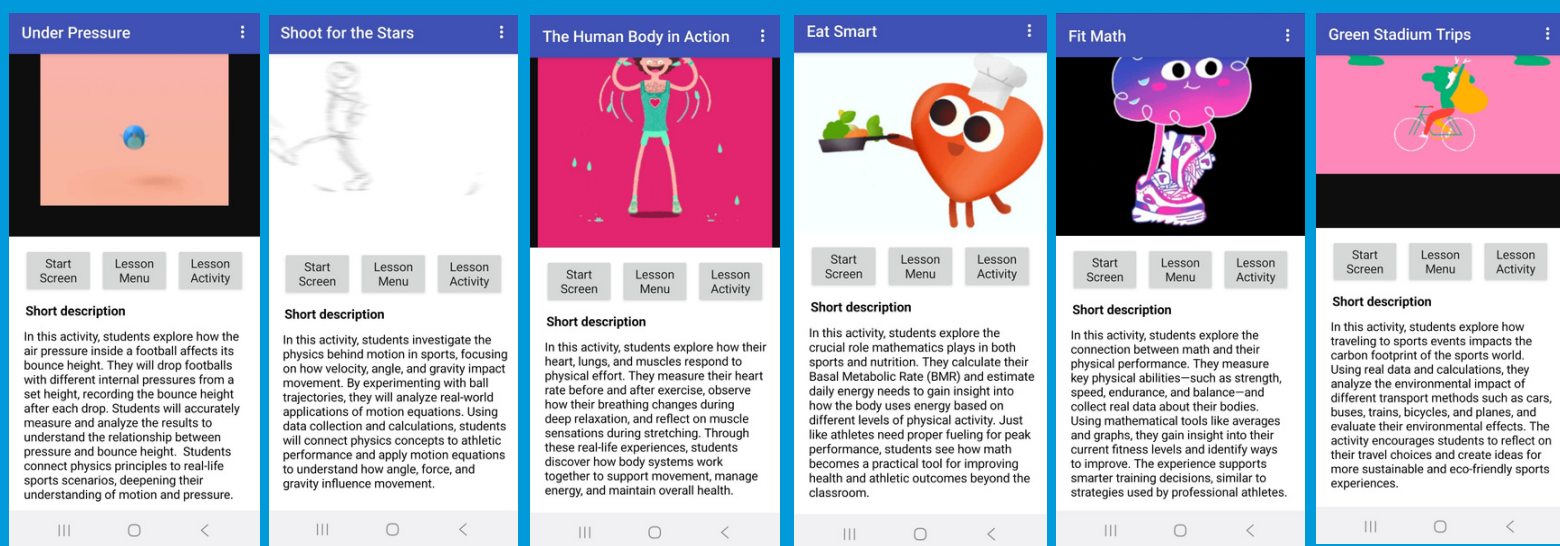 Under Pressure
Start
Screen
Lesson
Menu
Lesson
Activity
Short description
In this activity, students explore how the
air pressure inside a football affects its
bounce height. They will drop footballs
with different internal pressures from a
set height, recording the bounce height
after each drop. Students will accurately
measure and analyze the results to
understand the relationship between
pressure and bounce height.  Students
connect physics principles to real-life
sports scenarios, deepening their
understanding of motion and pressure.
Shoot for the Stars
Start
Screen
Lesson
Menu
Lesson
Activity
Short description
In this activity, students investigate the
physics behind motion in sports, focusing
on how velocity, angle, and gravity impact
movement. By experimenting with ball
trajectories, they will analyze real-world
applications of motion equations. Using
data collection and calculations, students
will connect physics concepts to athletic
performance and apply motion equations
to understand how angle, force, and
gravity influence movement.
The Human Body in Action
Start
Screen
Lesson
Menu
Lesson
Activity
Short description
In this activity, students explore how their
heart, lungs, and muscles respond to
physical effort. They measure their heart
rate before and after exercise, observe
how their breathing changes during
deep relaxation, and reflect on muscle
sensations during stretching. Through
these real-life experiences, students
discover how body systems work
together to support movement, manage
energy, and maintain overall health.
Eat Smart
Start
Screen
Lesson
Menu
Lesson
Activity
Short description
In this activity, students explore the
crucial role mathematics plays in both
sports and nutrition. They calculate their
Basal Metabolic Rate (BMR) and estimate
daily energy needs to gain insight into
how the body uses energy based on
different levels of physical activity. Just
like athletes need proper fueling for peak
performance, students see how math
becomes a practical tool for improving
health and athletic outcomes beyond the
classroom.
Fit Math
Start
Screen
Lesson
Menu
Lesson
Activity
Short description
In this activity, students explore the
connection between math and their
physical performance. They measure
key physical abilities—such as strength,
speed, endurance, and balance—and
collect real data about their bodies.
Using mathematical tools like averages
and graphs, they gain insight into their
current fitness levels and identify ways
to improve. The experience supports
smarter training decisions, similar to
strategies used by professional athletes.
Green Stadium Trips
Start
Screen
Lesson
Menu
Lesson
Activity
Short description
In this activity, students explore how
traveling to sports events impacts the
carbon footprint of the sports world.
Using real data and calculations, they
analyze the environmental impact of
different transport methods such as cars,
buses, trains, bicycles, and planes, and
evaluate their environmental effects. The
activity encourages students to reflect on
their travel choices and create ideas for
more sustainable and eco-friendly sports
experiences.